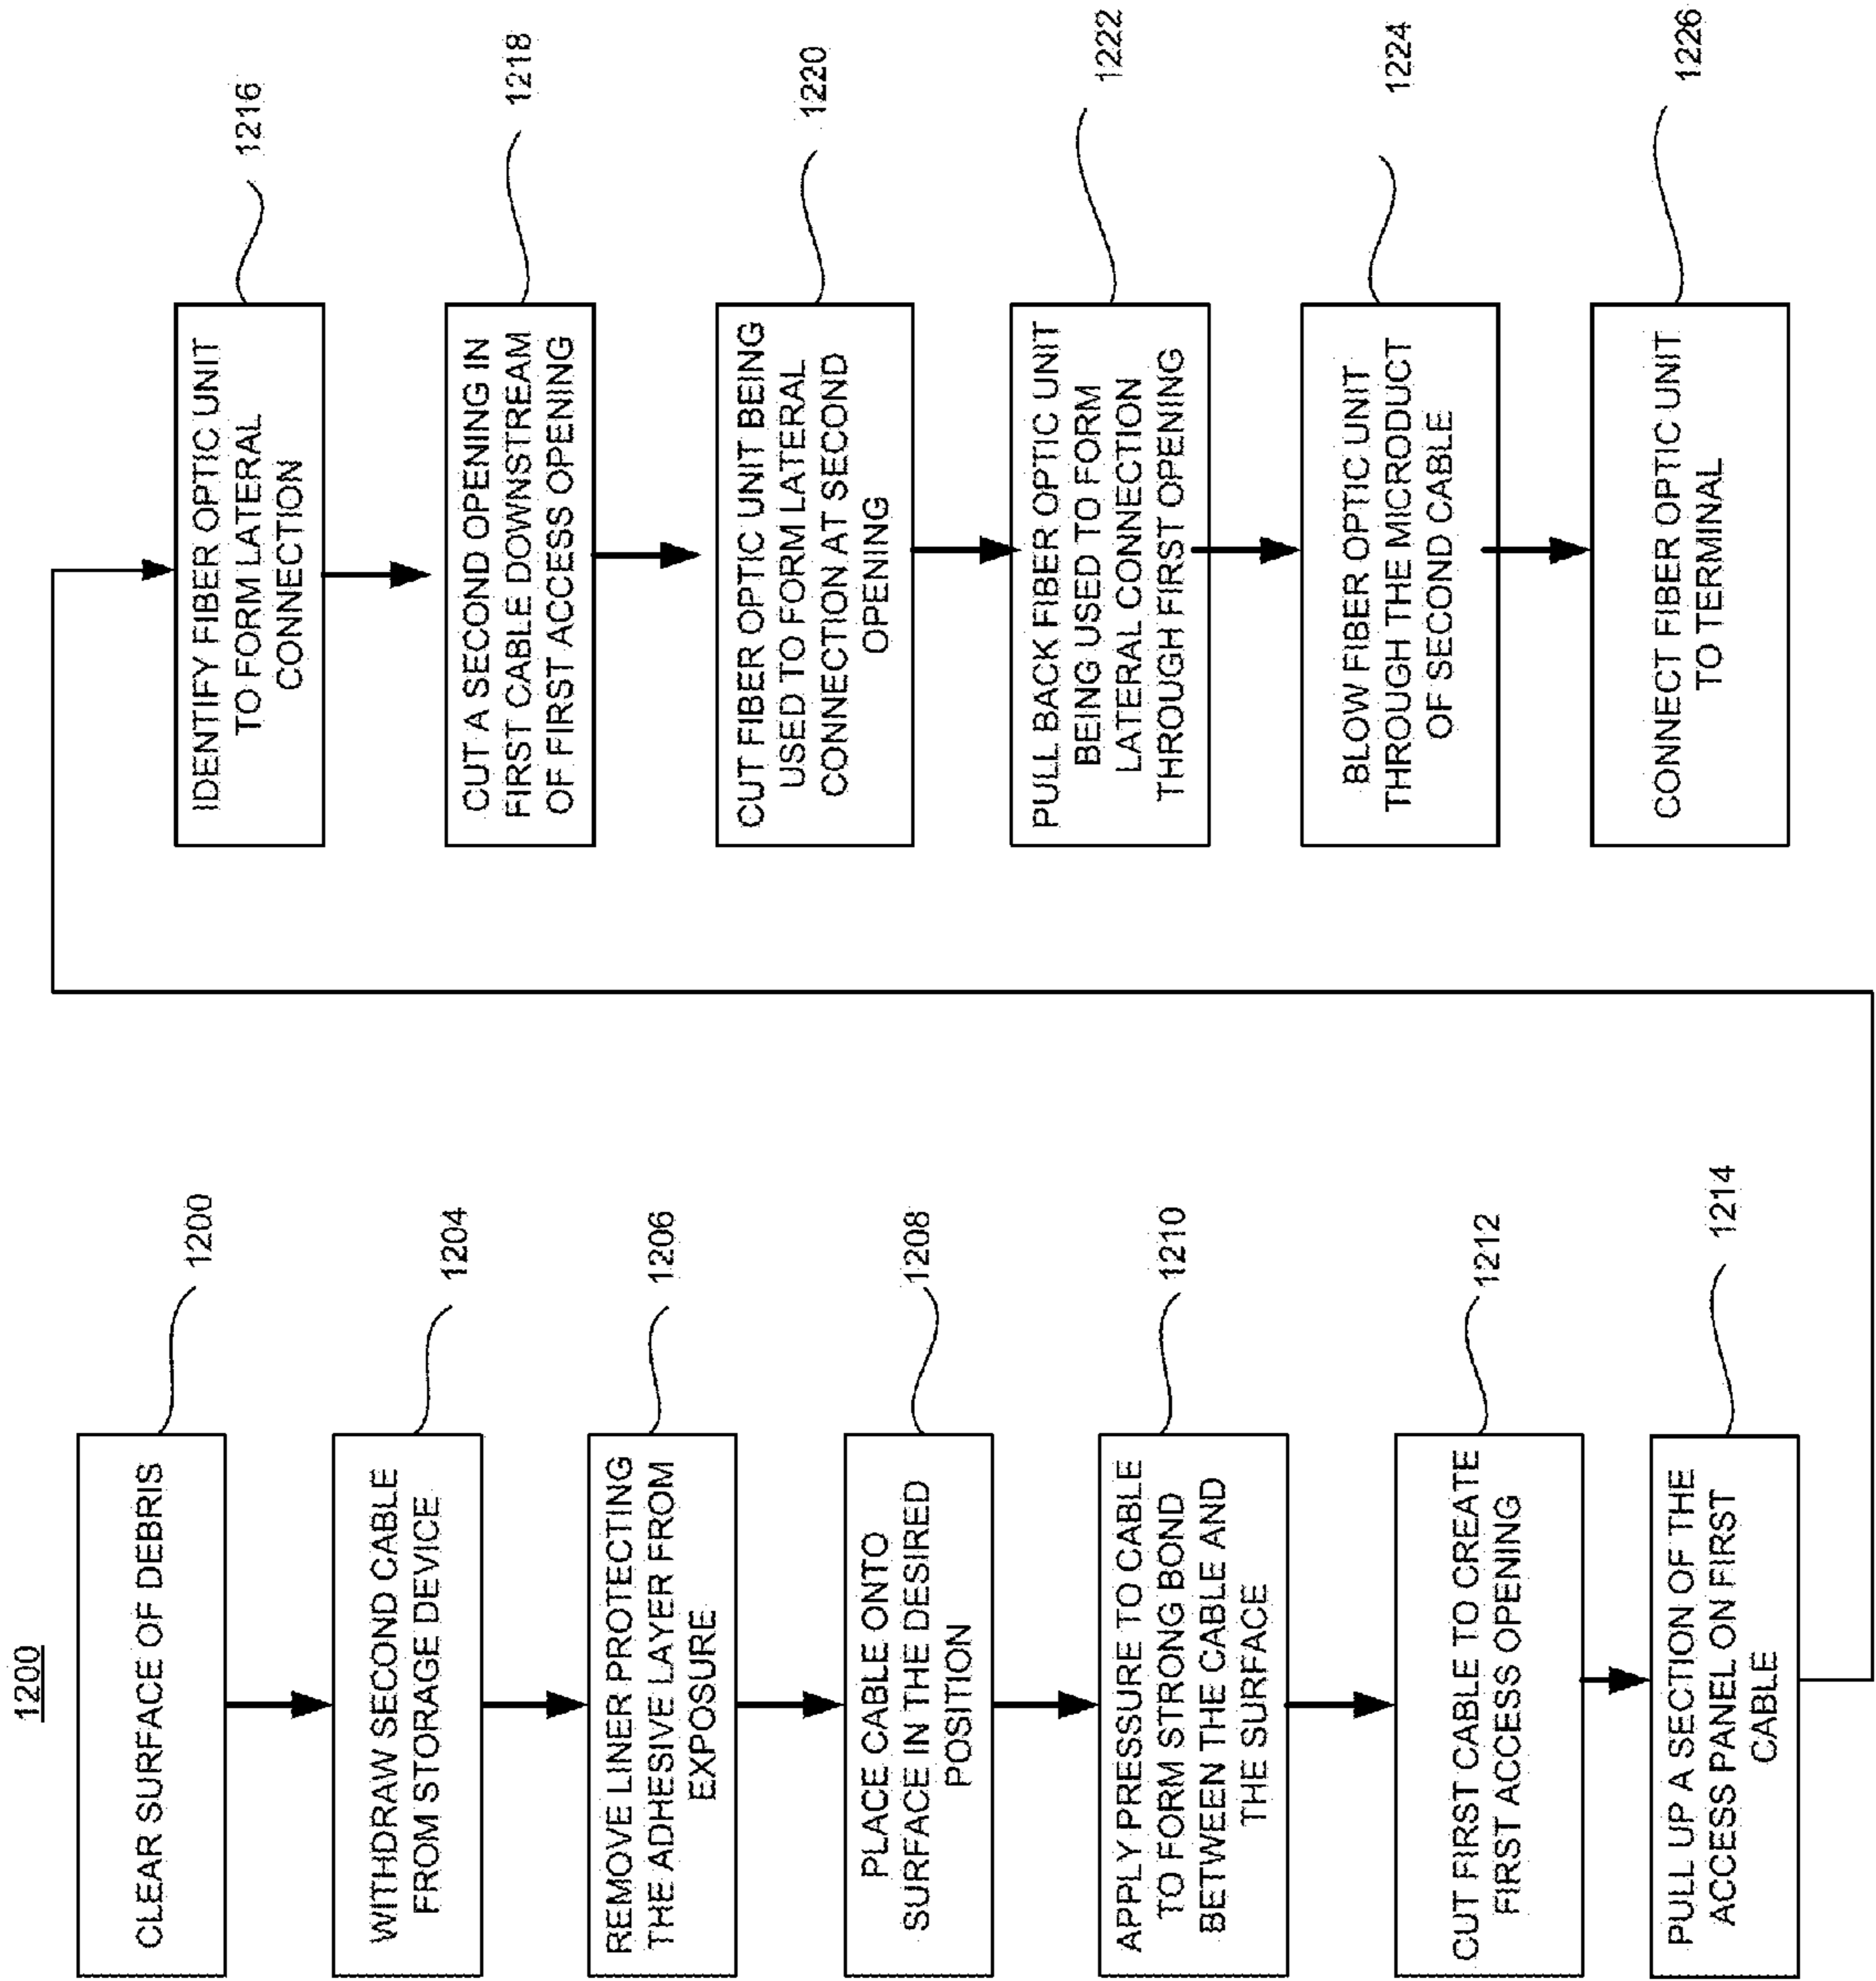 1200
CLEAR SURFACE OF DEBRIS
1200
WITHDRAW SECOND CABLE
FROM STORAGE DEVICE
1204
REMOVE LINER PROTECTING
THE ADHESIVE LAYER FROM
EXPOSURE
1206
PLACE CABLE ONTO
SURFACE IN THE DESIRED
POSITION
1208
APPLY PRESSURE TO CABLE
TO FORM STRONG BOND
BETWEEN THE CABLE AND
THE SURFACE
1210
CUT FIRST CABLE TO CREATE
FIRST ACCESS OPENING
1212
PULL UP A SECTION OF THE
ACCESS PANEL ON FIRST
CABLE
1214
IDENTIFY FIBER OPTIC UNIT
TO FORM LATERAL
CONNECTION
1216
CUT A SECOND OPENING IN
FIRST CABLE DOWNSTREAM
OF FIRST ACCESS OPENING
1218
CUT FIBER OPTIC UNIT BEING
USED TO FORM LATERAL
CONNECTION AT SECOND
OPENING
1220
PULL BACK FIBER OPTIC UNIT
BEING USED TO FORM
LATERAL CONNECTION
THROUGH FIRST OPENING
1222
BLOW FIBER OPTIC UNIT
THROUGH THE MICRODUCT
OF SECOND CABLE
1224
CONNECT FIBER OPTIC UNIT
TO TERMINAL
1226